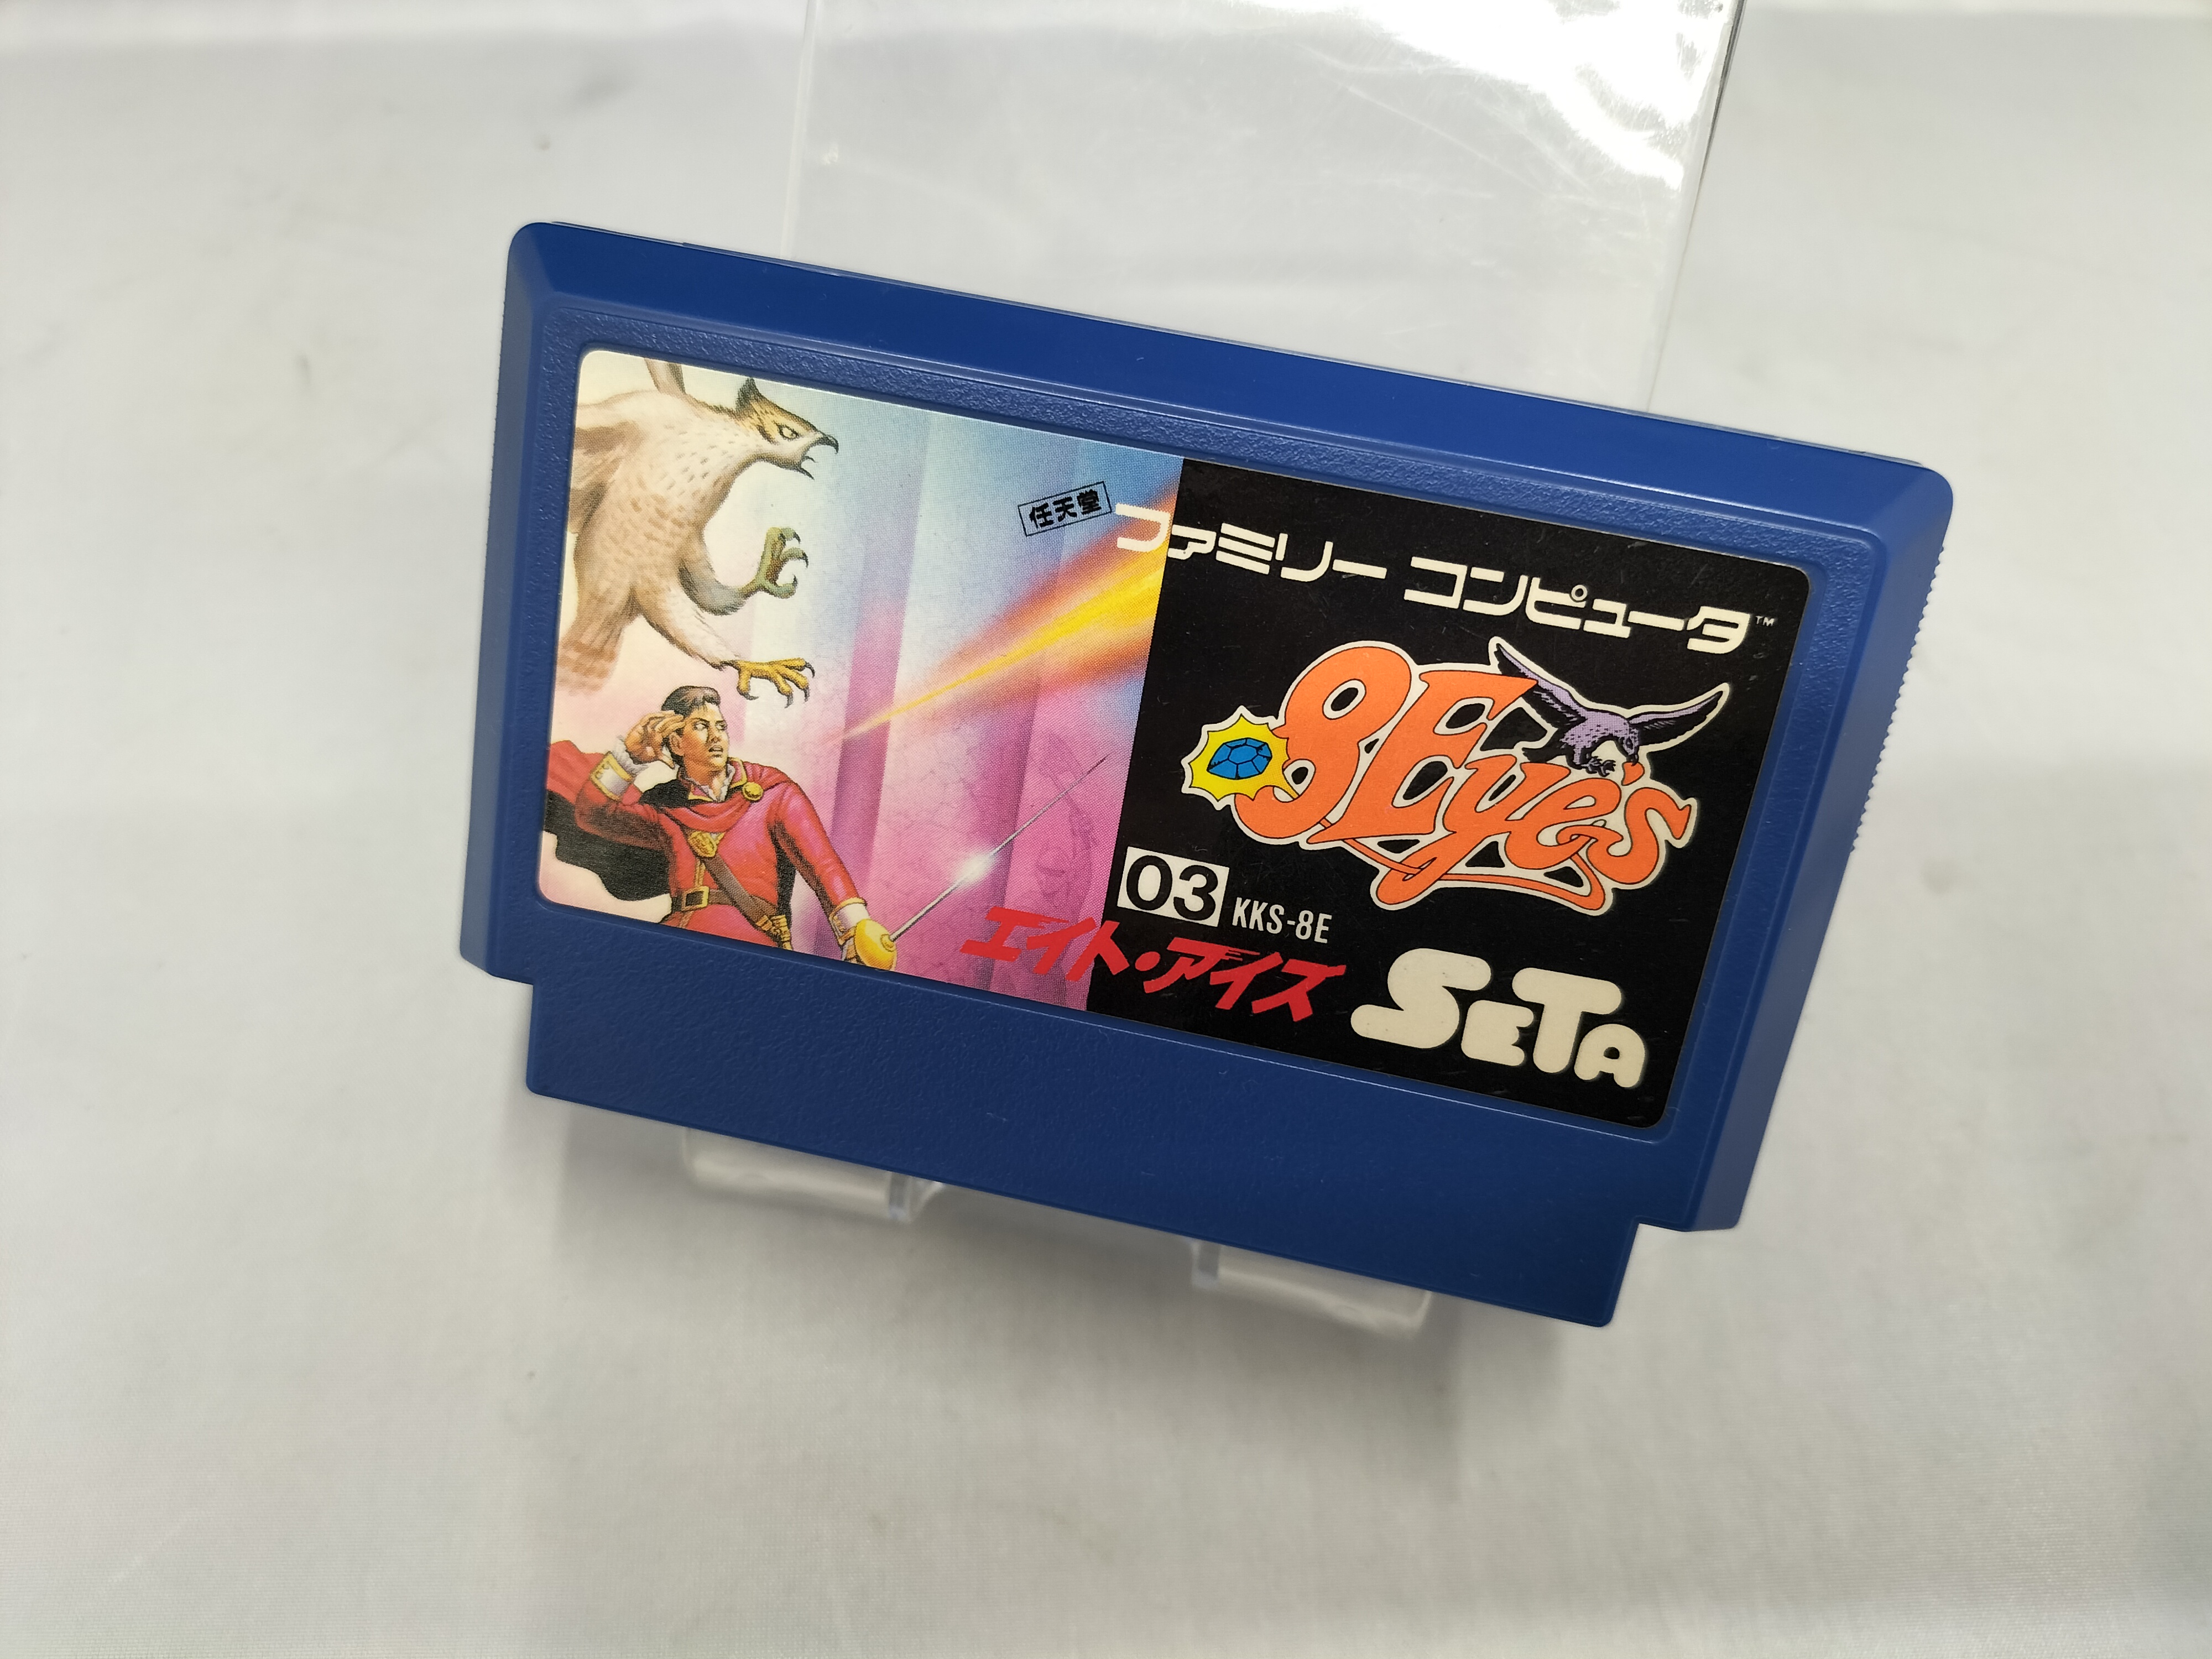 任天堂
ファミリー コンピュータ™
8Eye's
03 KKS-8E
エイト・アイズ
SETA